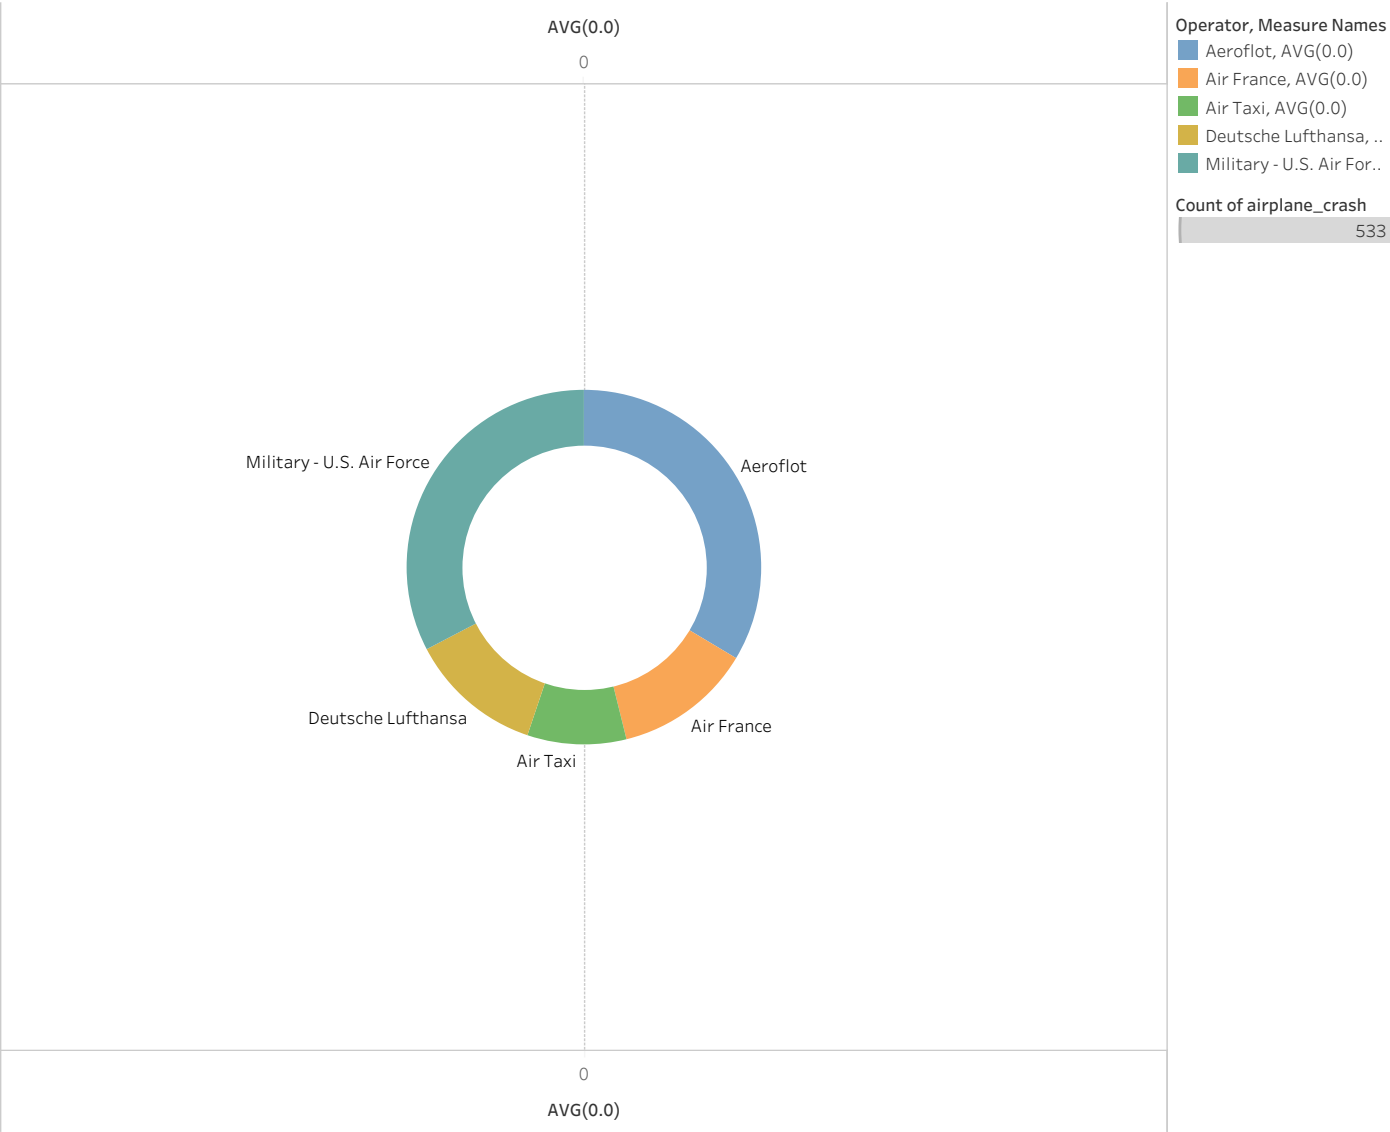 AVG(0.0)
0
Operator, Measure Names
Aeroflot, AVG(0.0)
Air France, AVG(0.0)
Air Taxi, AVG(0.0)
Deutsche Lufthansa, ..
Military - U.S. Air For..
Count of airplane_crash
533
Military - U.S. Air Force
Aeroflot
Deutsche Lufthansa
Air France
Air Taxi
0
AVG(0.0)